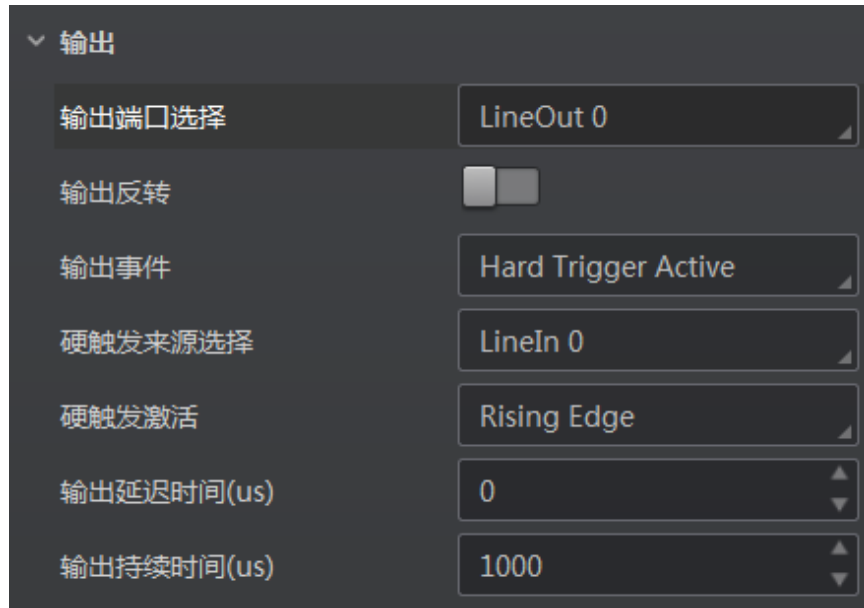 输出
输出端口选择 LineOut 0
输出反转
输出事件 Hard Trigger Active
硬触发来源选择 LineIn 0
硬触发激活 Rising Edge
输出延迟时间(us) 0
输出持续时间(us) 1000